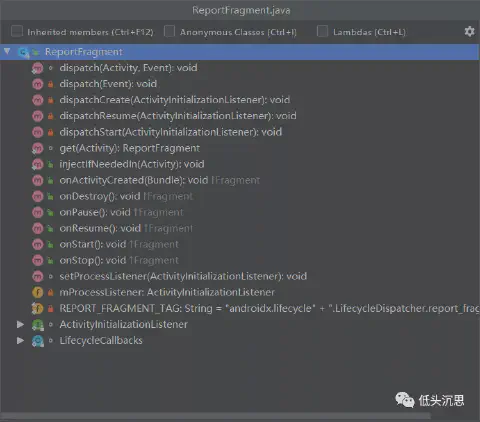 ReportFragment.java
Inherited members (Ctrl+F12) Anonymous Classes (Ctrl+I) Lambdas (Ctrl+L)
ReportFragment
dispatch(Activity, Event): void
dispatch(Event): void
dispatchCreate(ActivityInitializationListener): void
dispatchResume(ActivityInitializationListener): void
dispatchStart(ActivityInitializationListener): void
get(Activity): ReportFragment
injectIfNeededIn(Activity): void
onActivityCreated(Bundle): void ↑Fragment
onDestroy(): void ↑Fragment
onPause(): void ↑Fragment
onResume(): void ↑Fragment
onStart(): void ↑Fragment
onStop(): void ↑Fragment
setProcessListener(ActivityInitializationListener): void
mProcessListener: ActivityInitializationListener
REPORT_FRAGMENT_TAG: String = "androidx.lifecycle" + ".LifecycleDispatcher.report_frag
ActivityInitializationListener
LifecycleCallbacks
低头沉思